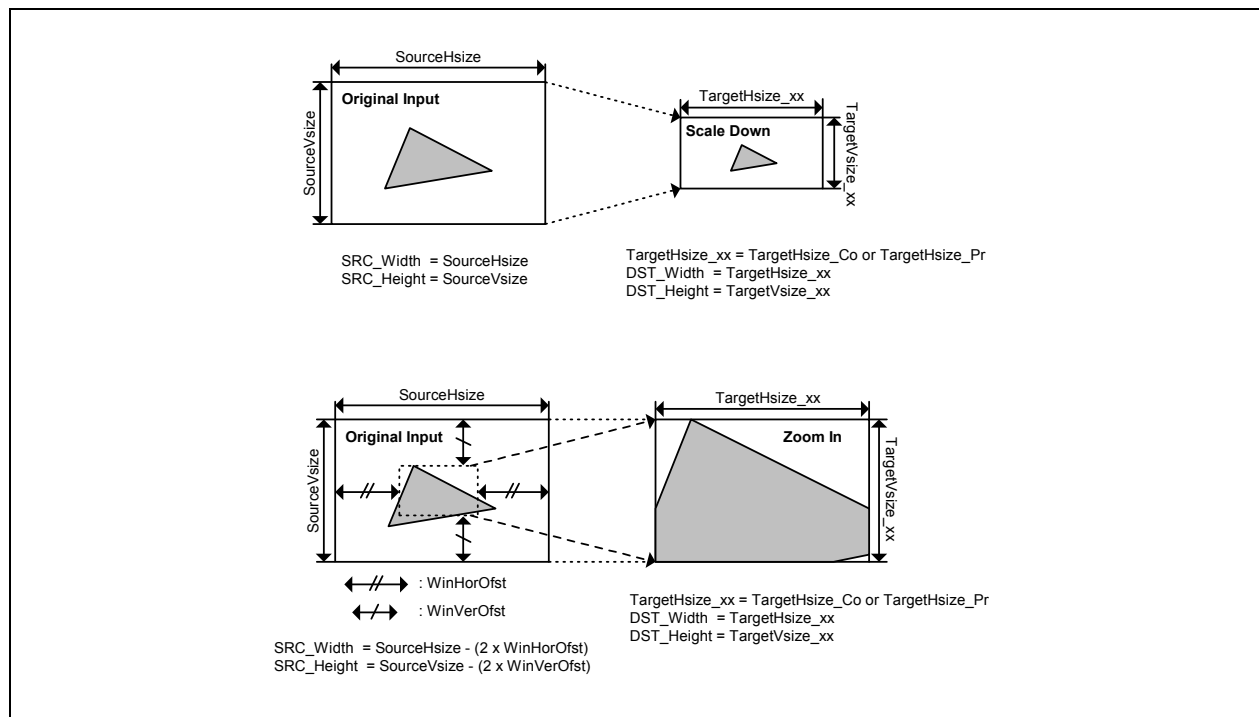 SourceHsize
Original Input
SourceVsize
TargetHsize_xx
Scale Down
TargetVsize_xx
SRC_Width = SourceHsize
SRC_Height = SourceVsize
TargetHsize_xx = TargetHsize_Co or TargetHsize_Pr
DST_Width = TargetHsize_xx
DST_Height = TargetVsize_xx
SourceHsize
Original Input
SourceVsize
TargetHsize_xx
Zoom In
TargetVsize_xx
: WinHorOfst
: WinVerOfst
SRC_Width = SourceHsize - (2 x WinHorOfst)
SRC_Height = SourceVsize - (2 x WinVerOfst)
TargetHsize_xx = TargetHsize_Co or TargetHsize_Pr
DST_Width = TargetHsize_xx
DST_Height = TargetVsize_xx